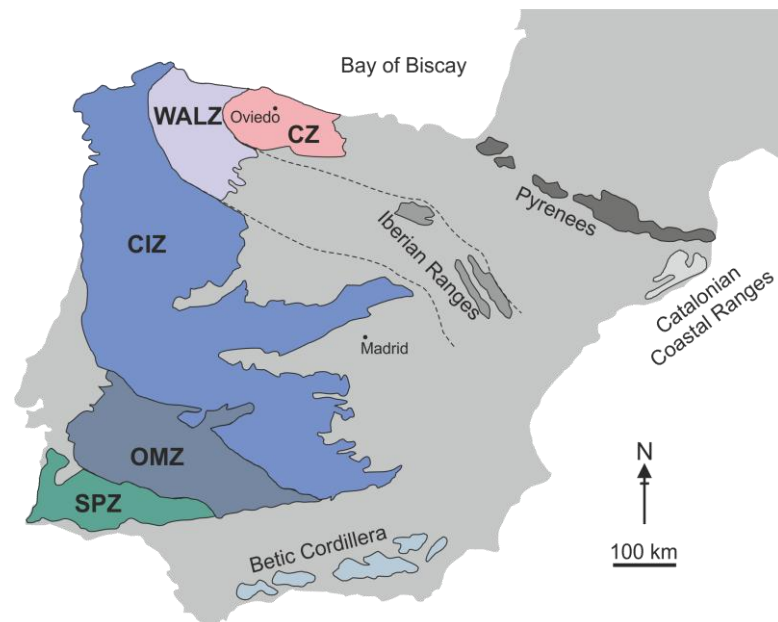 Bay of Biscay
WALZ
Oviedo
CZ
Pyrenees
Iberian Ranges
CIZ
Catalonian
Coastal Ranges
Madrid
OMZ
N
SPZ
Betic Cordillera
100 km